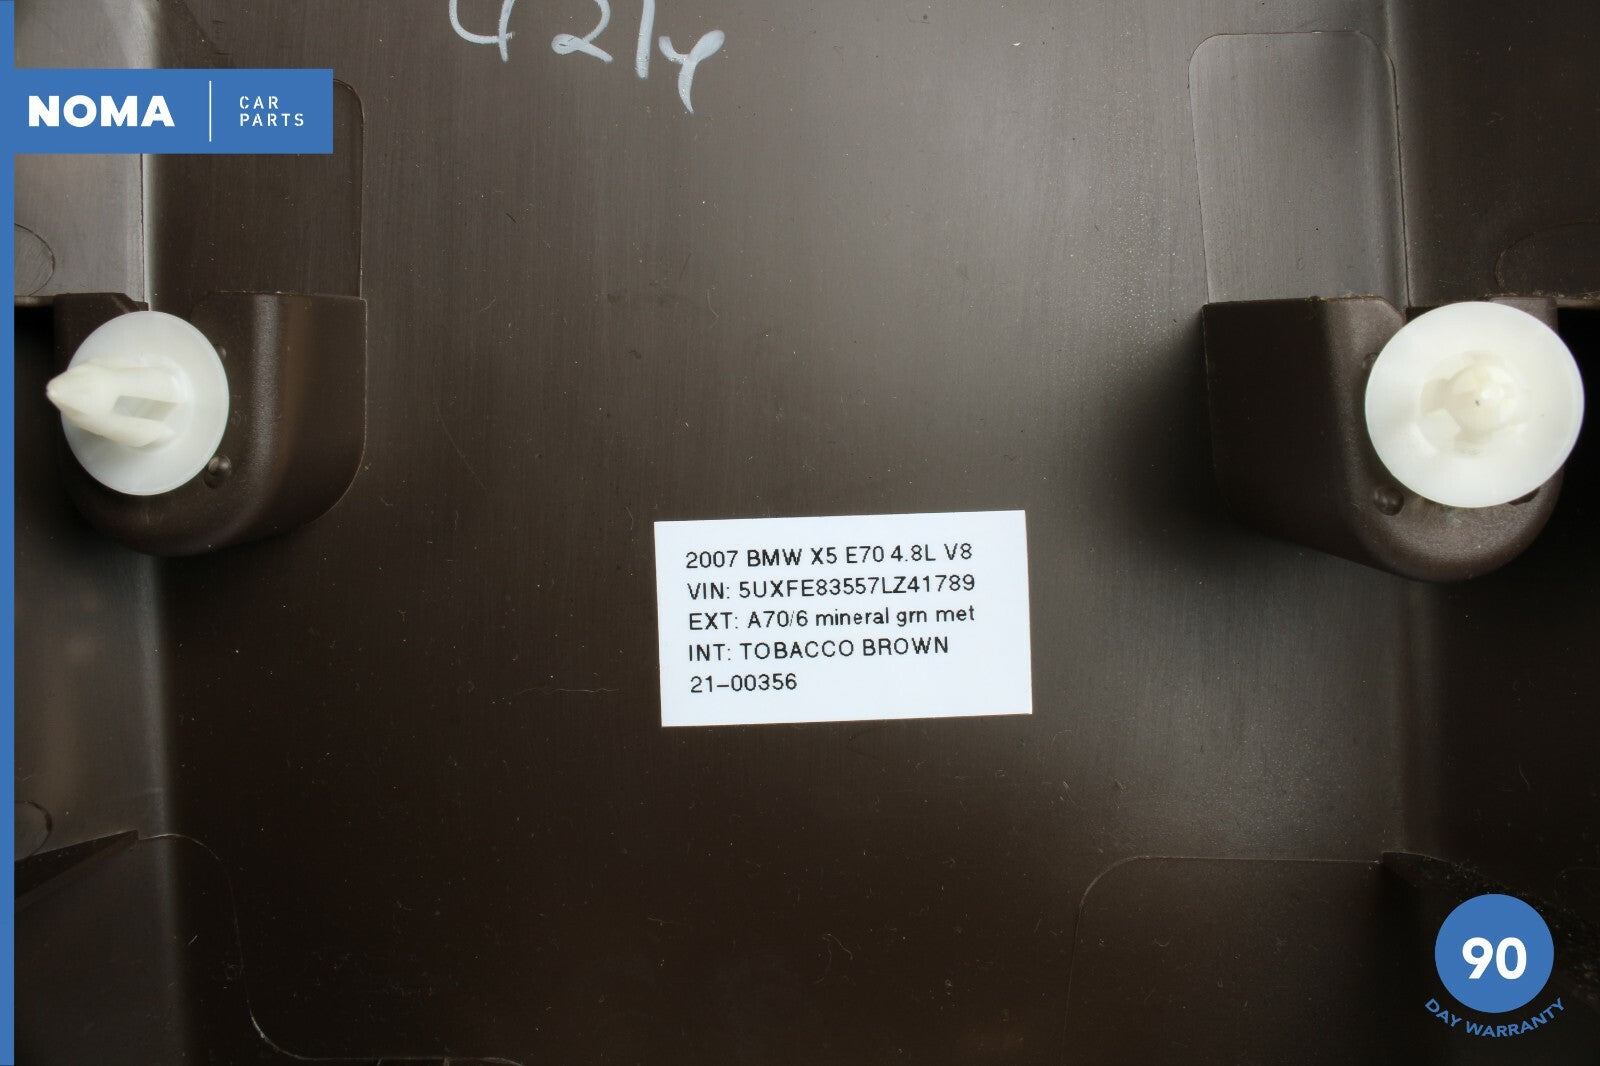 4214
NOMA
CAR
PARTS
2007 BMW X5 E70 4.8L V8
VIN: 5UXFE83557LZ41789
EXT: A70/6 mineral grn met
INT: TOBACCO BROWN
21-00356
90
DAY WARRANTY